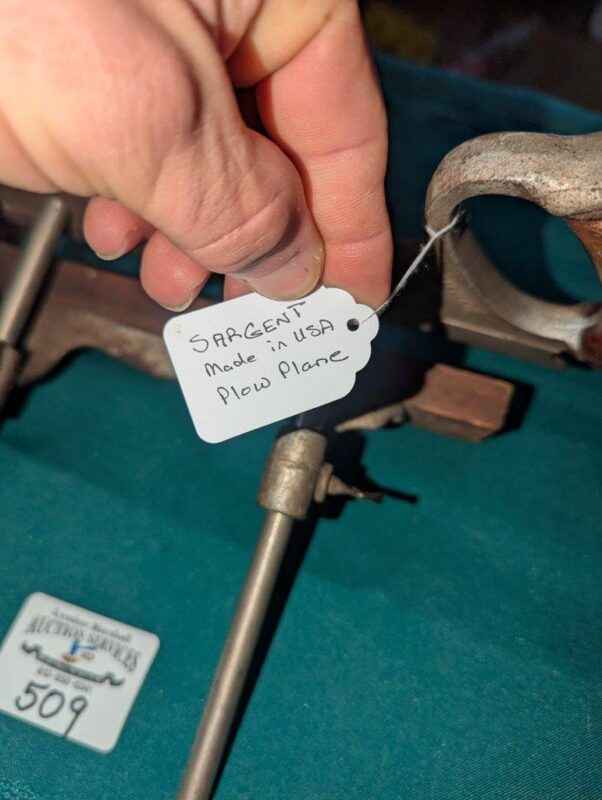 SARGENT
Made in USA
Plow Plane
AUCTION SERVICES
509